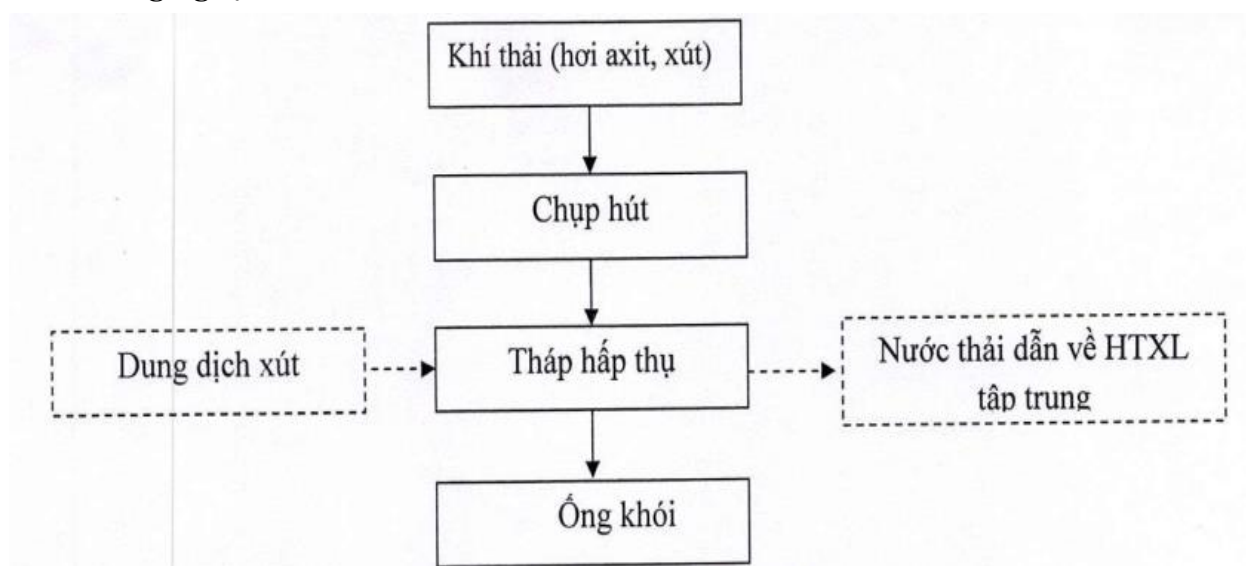 Khí thải (hơi axit, xút)
Chụp hút
Dung dịch xút
Tháp hấp thụ
Nước thải dẫn về HTXL
tập trung
Ống khói